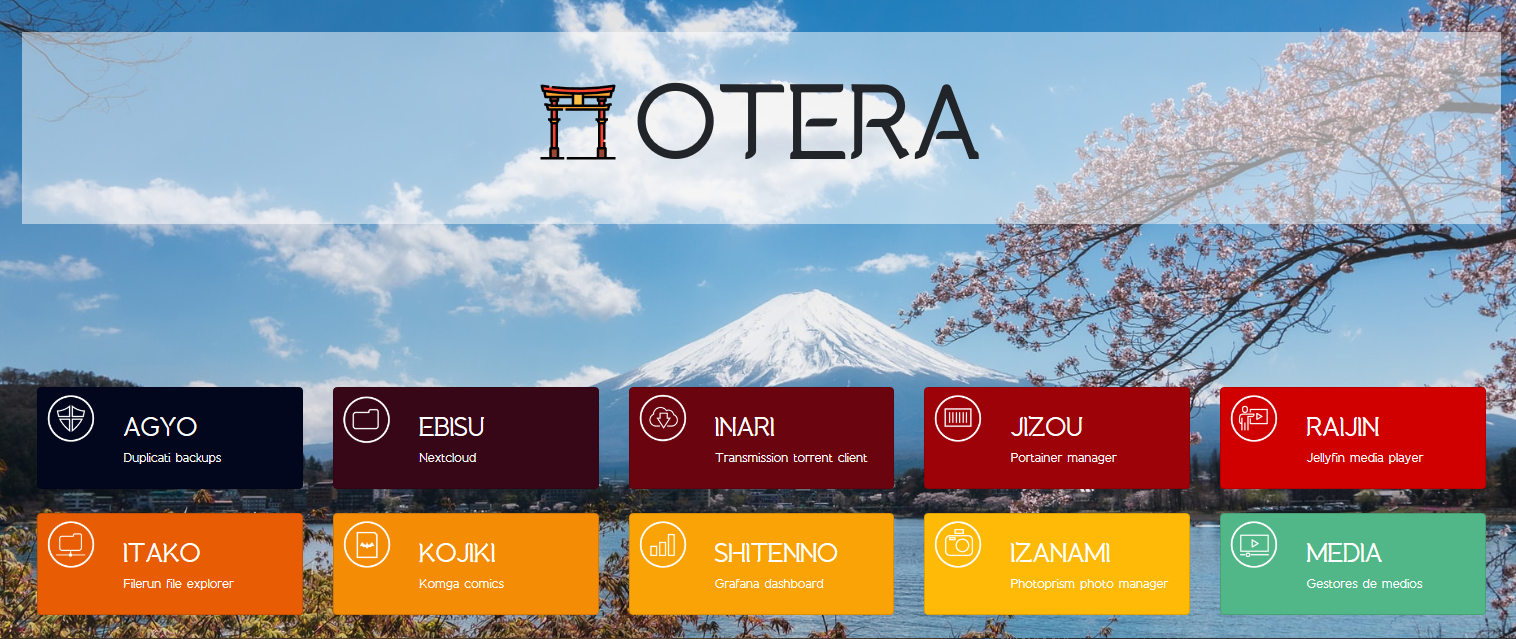 OTERA
AGYO
Duplicati backups
EBISU
Nextcloud
INARI
Transmission torrent client
JIZOU
Portainer manager
RAIJIN
Jellyfin media player
ITAKO
Filerun file explorer
KOJIKI
Komga comics
SHITENNO
Grafana dashboard
IZANAMI
Photoprism photo manager
MEDIA
Gestores de medios